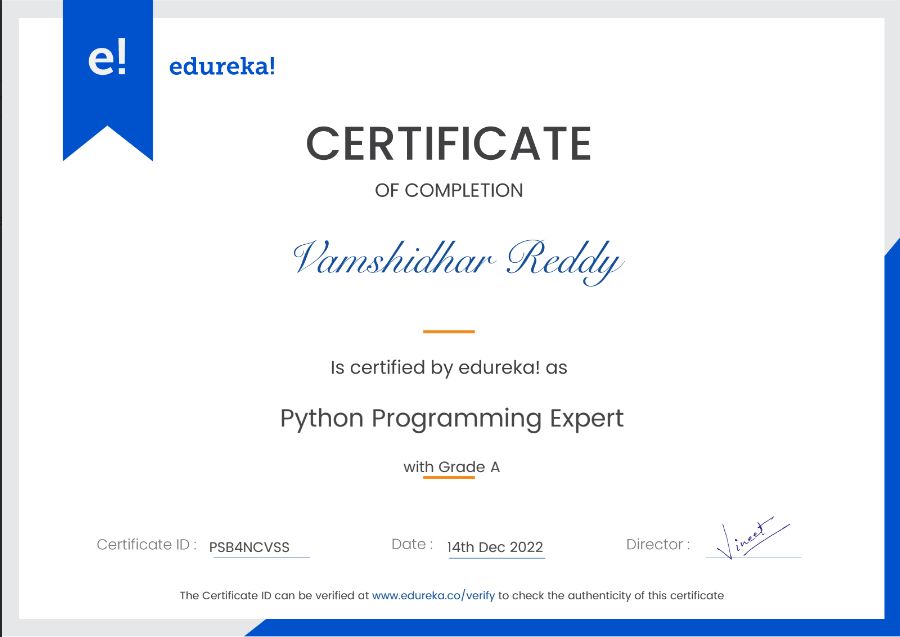 e!
edureka!
CERTIFICATE
OF COMPLETION
Vamshidhar Reddy
Is certified by edureka! as
Python Programming Expert
with Grade A
Certificate ID : PSB4NCVSS
Date : 14th Dec 2022
Director : Vineet
The Certificate ID can be verified at www.edureka.co/verify to check the authenticity of this certificate